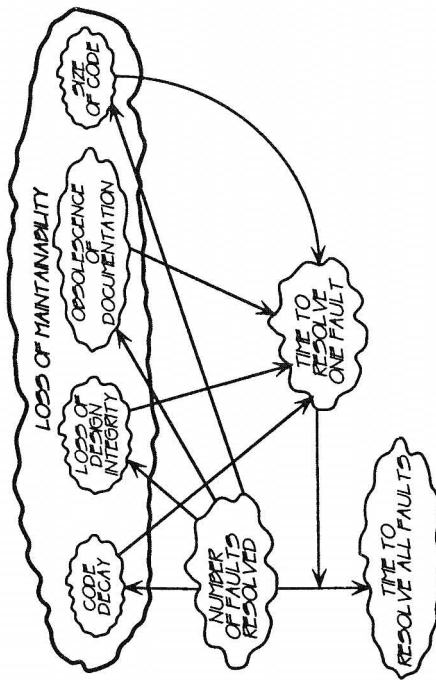 LOSS OF MAINTAINABILITY
CODE
DECAY
LOSS OF
DESIGN
INTEGRITY
OBSOLESCENCE
OF
DOCUMENTATION
SIZE
OF CODE
NUMBER
OF FAULTS
RESOLVED
TIME TO
RESOLVE
ONE FAULT
TIME TO
RESOLVE ALL FAULTS